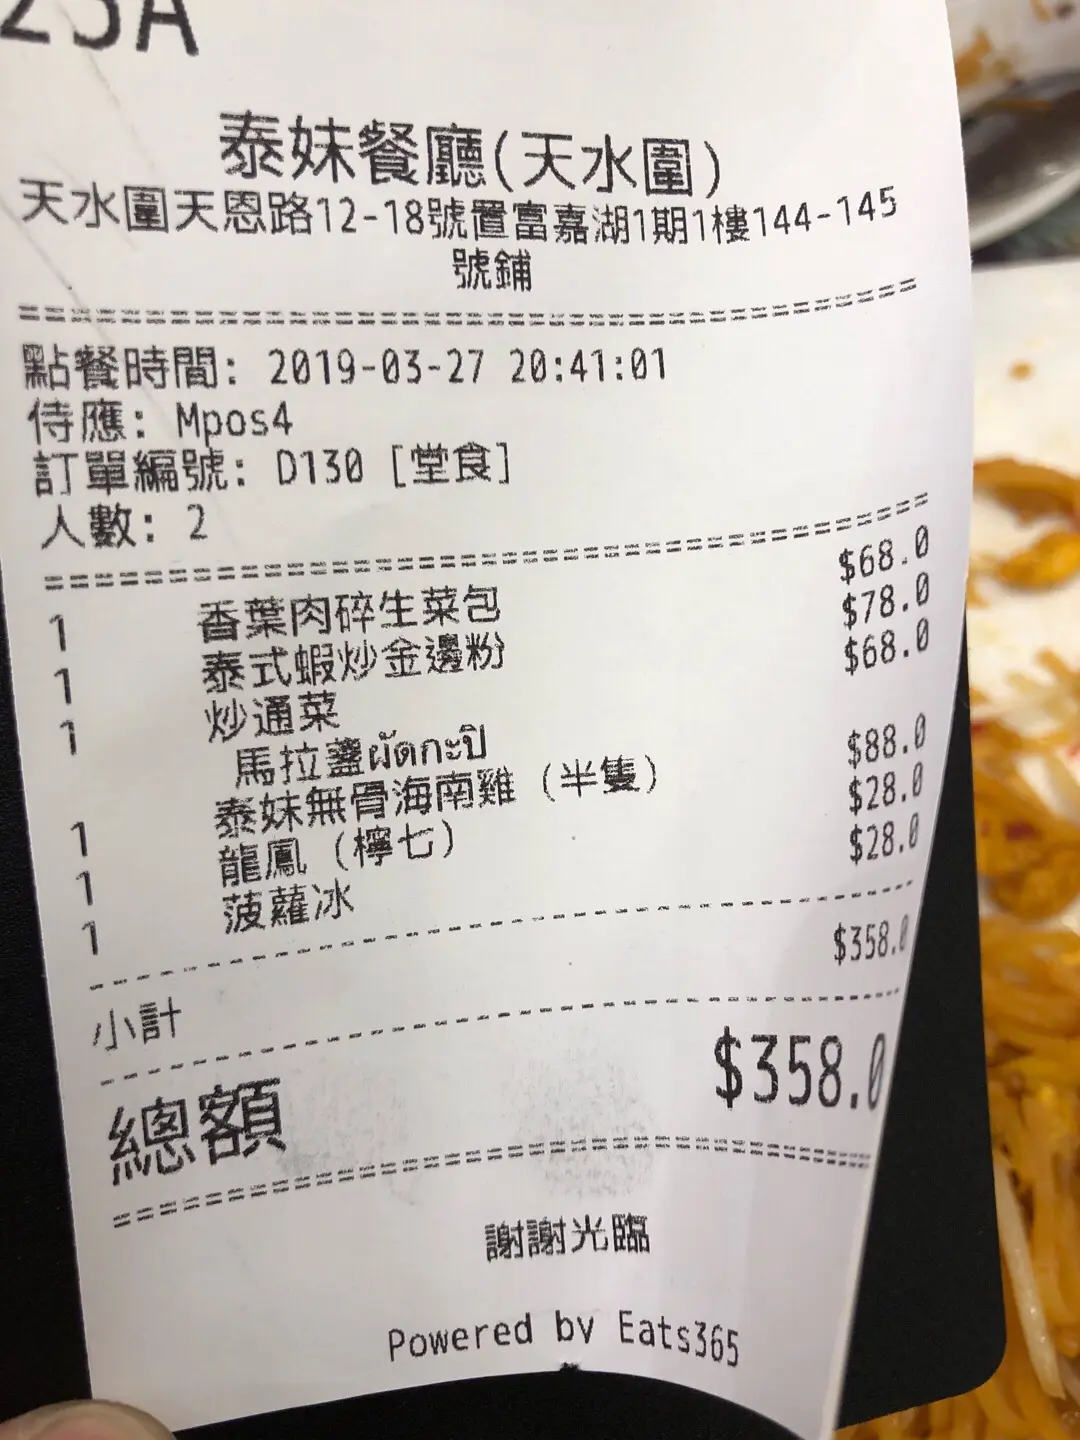 23A
泰妹餐廳(天水圍)
天水圍天恩路12-18號置富嘉湖1期1樓144-145
號鋪
點餐時間: 2019-03-27 20:41:01
侍應: Mpos4
訂單編號: D130 [堂食]
人數: 2
1 香葉肉碎生菜包 $68.0
1 泰式蝦炒金邊粉 $78.0
1 炒通菜 $68.0
馬拉盞ผัดกะปิ
1 泰妹無骨海南雞 (半隻) $88.0
1 龍鳳 (檸七) $28.0
1 菠蘿冰 $28.0
小計 $358.0
總額 $358.0
謝謝光臨
Powered by Eats365